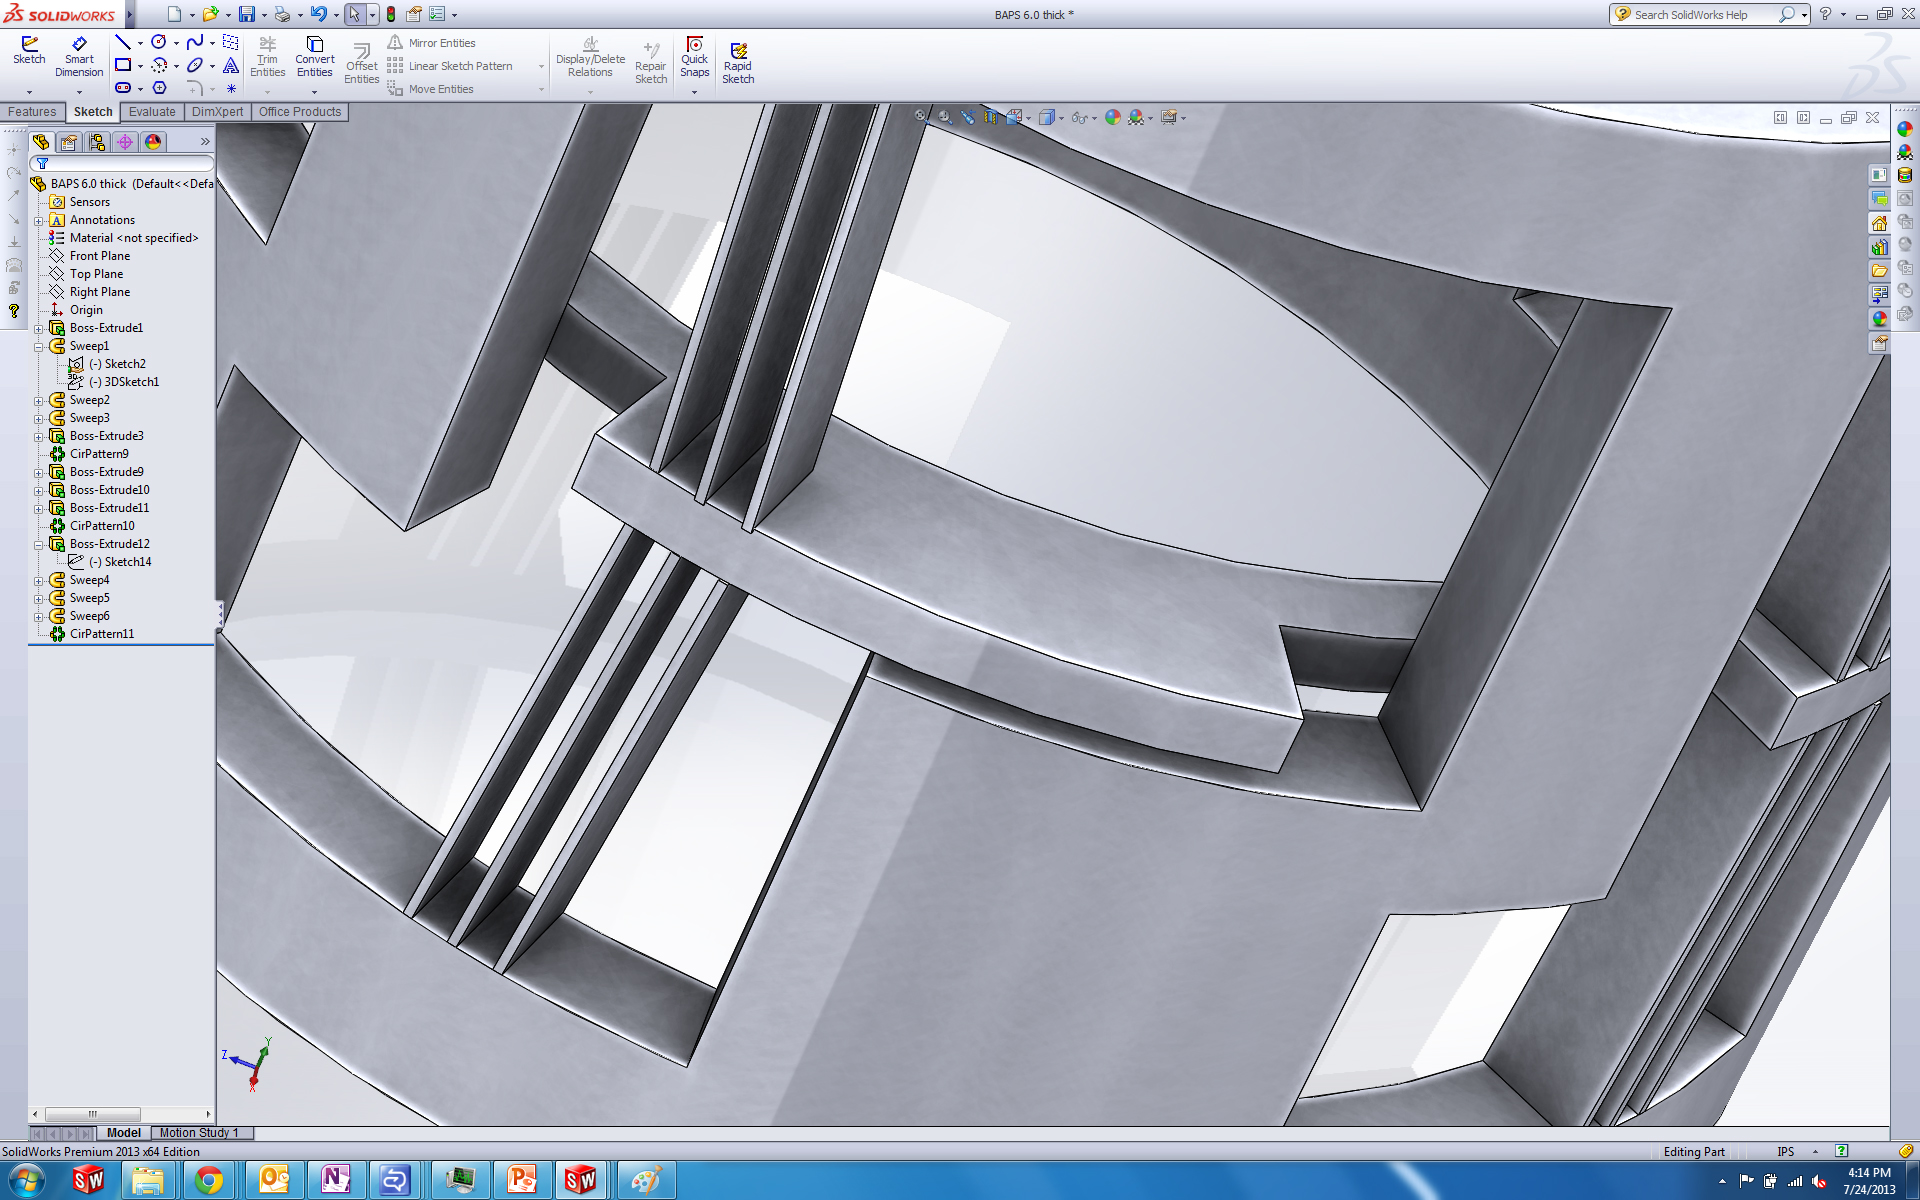 SOLIDWORKS
BAPS 6.0 thick *
Search SolidWorks Help
Sketch
Smart Dimension
Trim Entities
Convert Entities
Offset Entities
Mirror Entities
Linear Sketch Pattern
Move Entities
Display/Delete Relations
Repair Sketch
Quick Snaps
Rapid Sketch
Features
Sketch
Evaluate
DimXpert
Office Products
BAPS 6.0 thick (Default<<Defa
Sensors
Annotations
Material <not specified>
Front Plane
Top Plane
Right Plane
Origin
Boss-Extrude1
Sweep1
(-) Sketch2
(-) 3DSketch1
Sweep2
Sweep3
Boss-Extrude3
CirPattern9
Boss-Extrude9
Boss-Extrude10
Boss-Extrude11
CirPattern10
Boss-Extrude12
(-) Sketch14
Sweep4
Sweep5
Sweep6
CirPattern11
Y
Z
X
Model
Motion Study 1
SolidWorks Premium 2013 x64 Edition
Editing Part
IPS
4:14 PM
7/24/2013